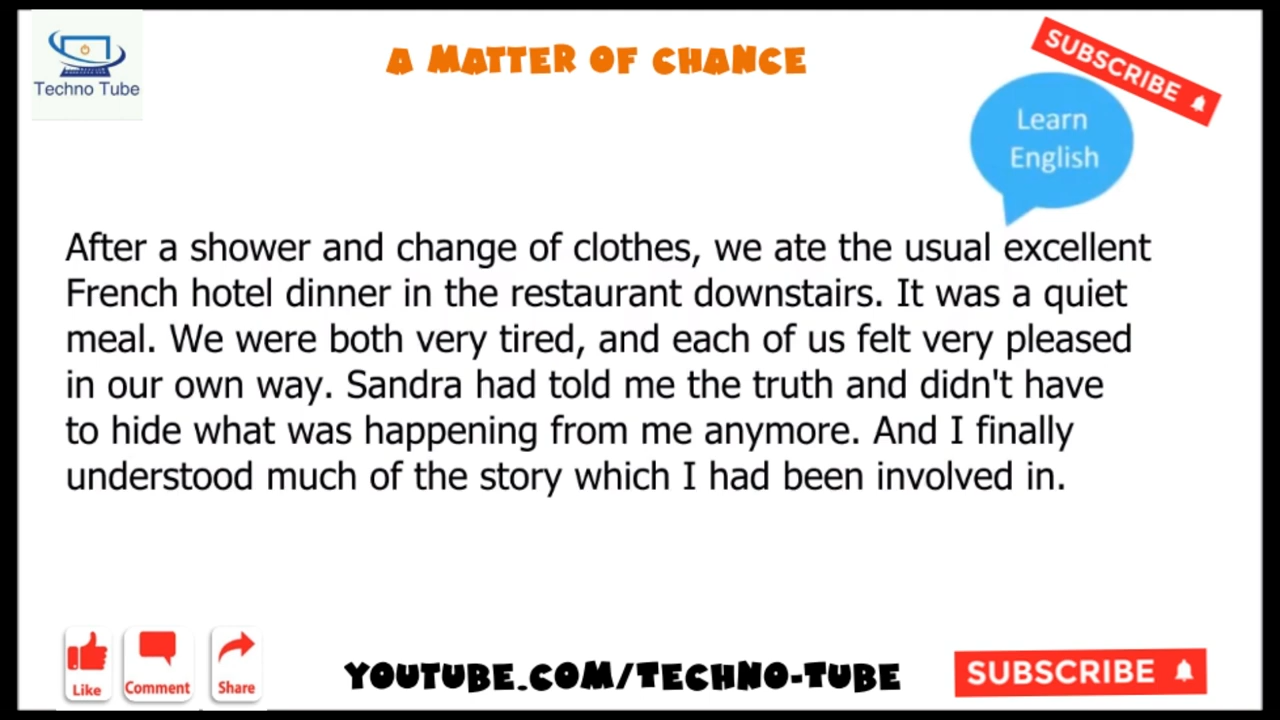 Techno Tube
A MATTER OF CHANCE
SUBSCRIBE
Learn
English
After a shower and change of clothes, we ate the usual excellent
French hotel dinner in the restaurant downstairs. It was a quiet
meal. We were both very tired, and each of us felt very pleased
in our own way. Sandra had told me the truth and didn't have
to hide what was happening from me anymore. And I finally
understood much of the story which I had been involved in.
Like
Comment
Share
YOUTUBE.COM/TECHNO-TUBE
SUBSCRIBE